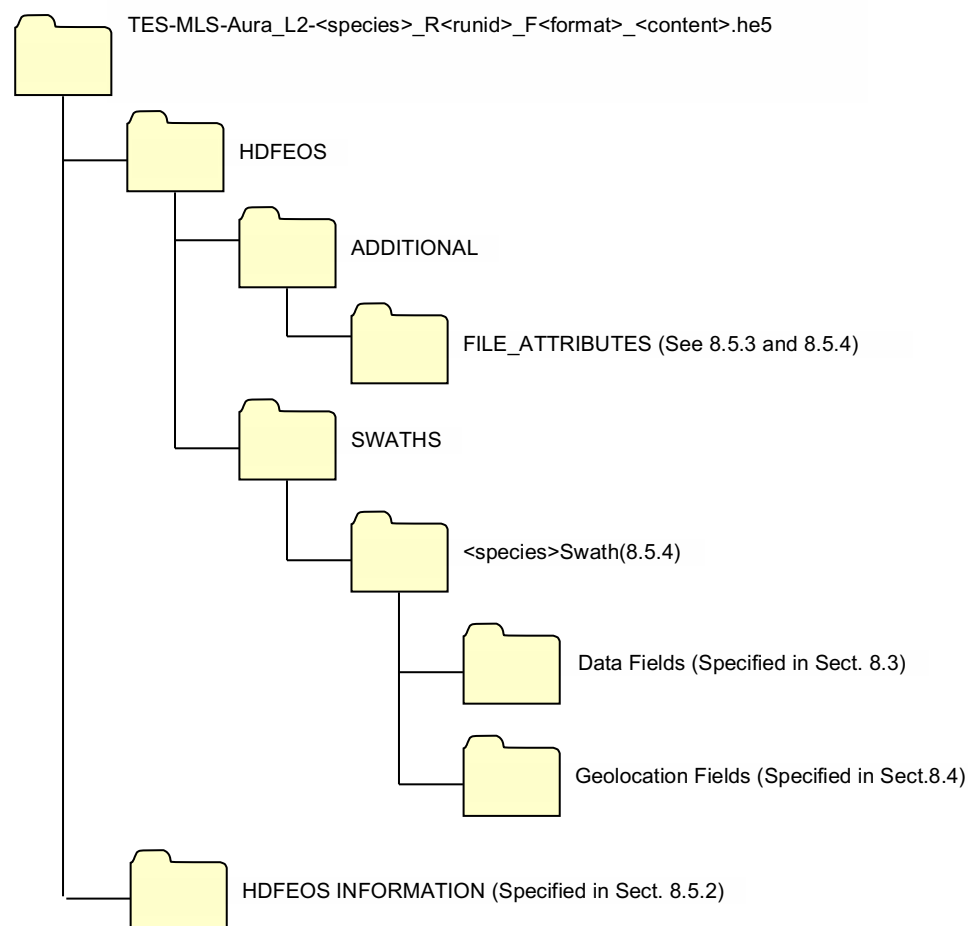 TES-MLS-Aura_L2-<species>_R<runid>_F<format>_<content>.he5
HDFEOS
ADDITIONAL
FILE_ATTRIBUTES (See 8.5.3 and 8.5.4)
SWATHS
<species>Swath(8.5.4)
Data Fields (Specified in Sect. 8.3)
Geolocation Fields (Specified in Sect.8.4)
HDFEOS INFORMATION (Specified in Sect. 8.5.2)